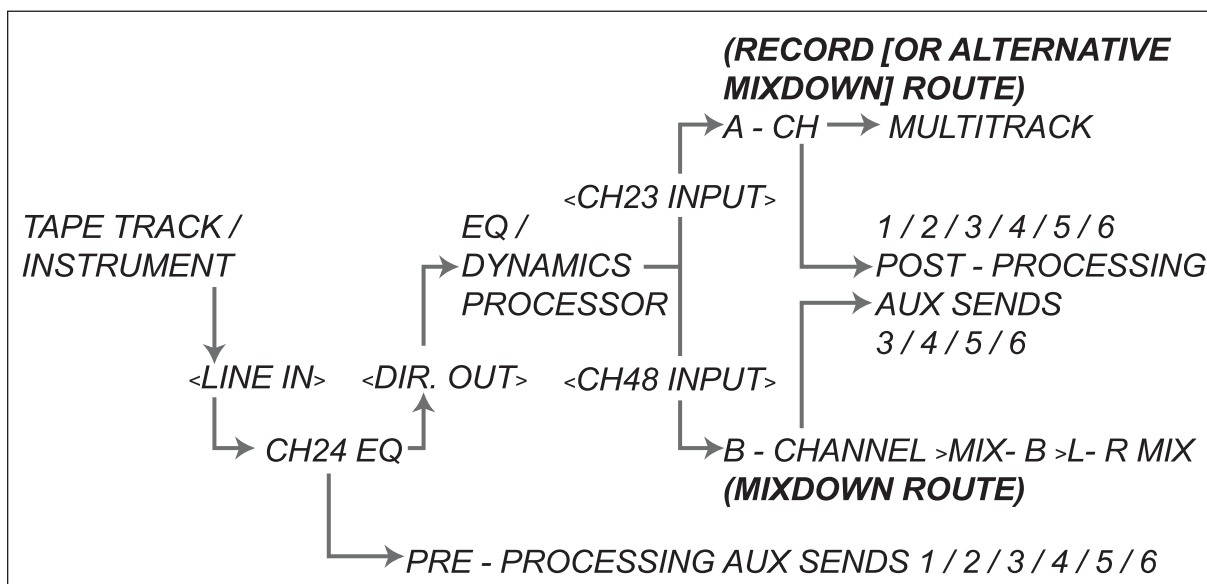 (RECORD [OR ALTERNATIVE
MIXDOWN] ROUTE)
A - CH
MULTITRACK
<CH23 INPUT>
TAPE TRACK /
INSTRUMENT
EQ /
DYNAMICS
PROCESSOR
1 / 2 / 3 / 4 / 5 / 6
POST - PROCESSING
AUX SENDS
3 / 4 / 5 / 6
<LINE IN>
<DIR. OUT>
<CH48 INPUT>
CH24 EQ
B - CHANNEL >MIX- B >L- R MIX
(MIXDOWN ROUTE)
PRE - PROCESSING AUX SENDS 1 / 2 / 3 / 4 / 5 / 6